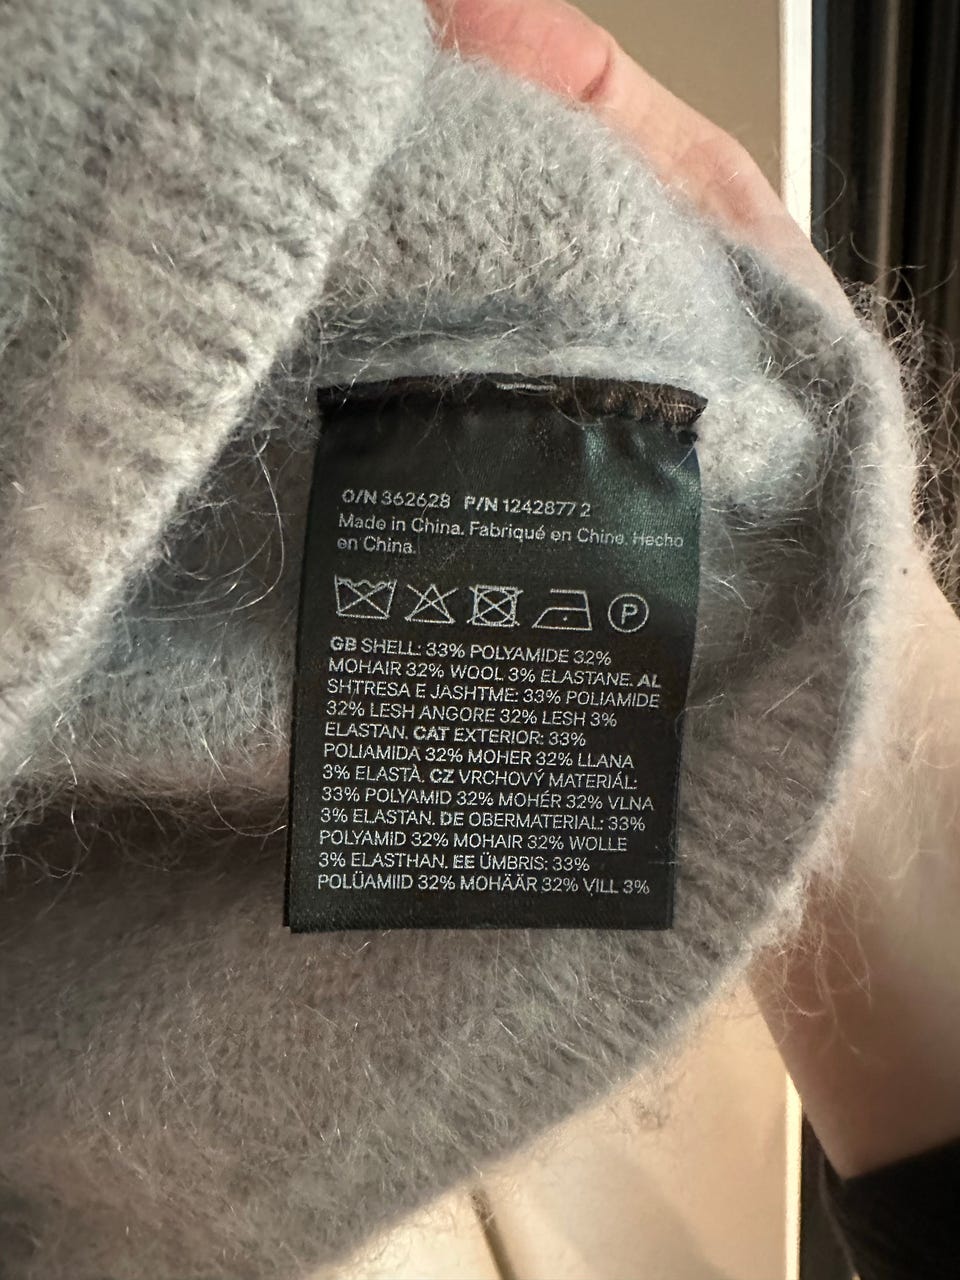 O/N 362628 P/N 1242877 2
Made in China. Fabriqué en Chine. Hecho
en China.
P
GB SHELL: 33% POLYAMIDE 32%
MOHAIR 32% WOOL 3% ELASTANE. AL
SHTRESA E JASHTME: 33% POLIAMIDE
32% LESH ANGORE 32% LESH 3%
ELASTAN. CAT EXTERIOR: 33%
POLIAMIDA 32% MOHER 32% LLANA
3% ELASTÀ. CZ VRCHOVÝ MATERIÁL:
33% POLYAMID 32% MOHÉR 32% VLNA
3% ELASTAN. DE OBERMATERIAL: 33%
POLYAMID 32% MOHAIR 32% WOLLE
3% ELASTHAN. EE ÜMBRIS: 33%
POLÜAMIID 32% MOHÄÄR 32% VILL 3%